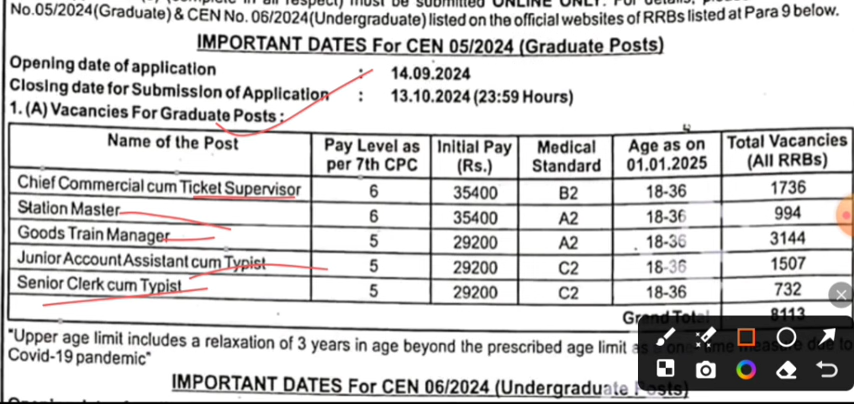 No.05/2024(Graduate) & CEN No. 06/2024(Undergraduate) listed on the official websites of RRBs listed at Para 9 below.
IMPORTANT DATES For CEN 05/2024 (Graduate Posts)
Opening date of application : 14.09.2024
Closing date for Submission of Application : 13.10.2024 (23:59 Hours)
1. (A) Vacancies For Graduate Posts :
Name of the Post Pay Level as per 7th CPC Initial Pay (Rs.) Medical Standard Age as on 01.01.2025 Total Vacancies (All RRBs)
Chief Commercial cum Ticket Supervisor 6 35400 B2 18-36 1736
Station Master 6 35400 A2 18-36 994
Goods Train Manager 5 29200 A2 18-36 3144
Junior Account Assistant cum Typist 5 29200 C2 18-36 1507
Senior Clerk cum Typist 5 29200 C2 18-36 732
Grand Total 8113
"Upper age limit includes a relaxation of 3 years in age beyond the prescribed age limit as a one-time measure due to
Covid-19 pandemic"
IMPORTANT DATES For CEN 06/2024 (Undergraduate Posts)